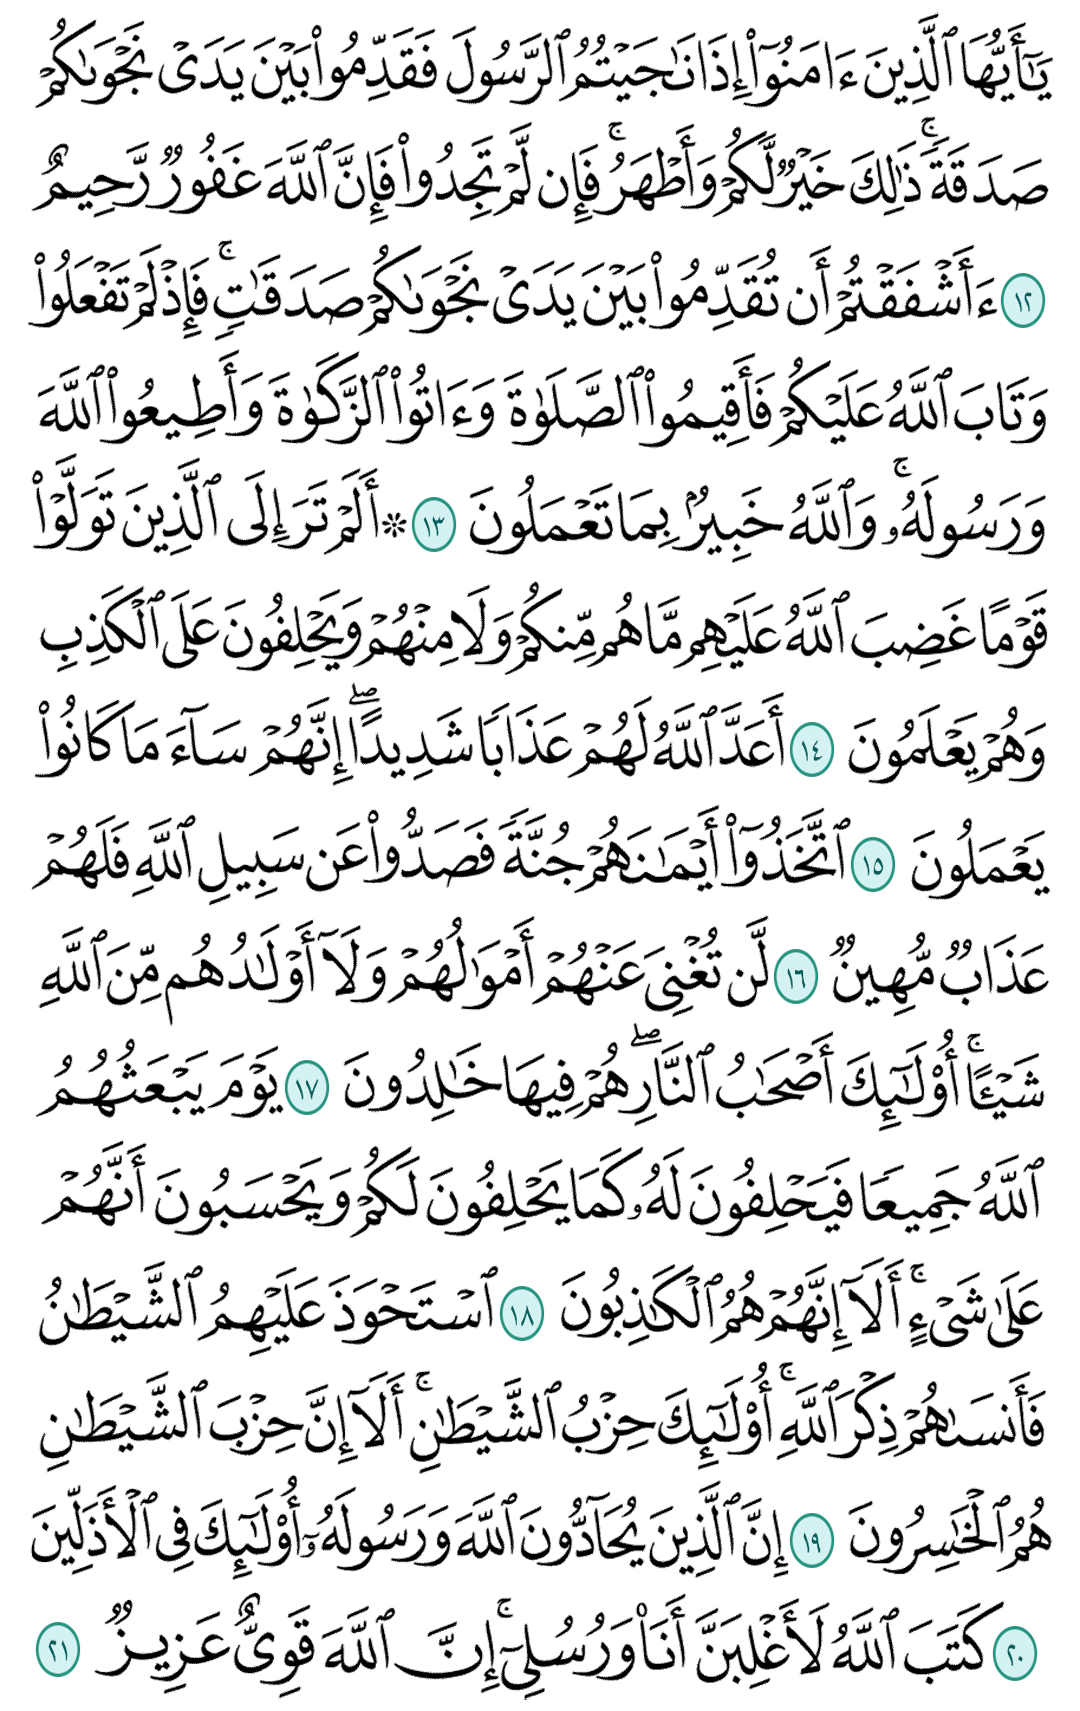 يَٰٓأَيُّهَا ٱلَّذِينَ ءَامَنُوٓا۟ إِذَا نَٰجَيْتُمُ ٱلرَّسُولَ فَقَدِّمُوا۟ بَيْنَ يَدَىْ نَجْوَىٰكُمْ
صَدَقَةً ۚ ذَٰلِكَ خَيْرٌ لَّكُمْ وَأَطْهَرُ ۚ فَإِن لَّمْ تَجِدُوا۟ فَإِنَّ ٱللَّهَ غَفُورٌ رَّحِيمٌ
١٢ ءَأَشْفَقْتُمْ أَن تُقَدِّمُوا۟ بَيْنَ يَدَىْ نَجْوَىٰكُمْ صَدَقَٰتٍ ۚ فَإِذْ لَمْ تَفْعَلُوا۟
وَتَابَ ٱللَّهُ عَلَيْكُمْ فَأَقِيمُوا۟ ٱلصَّلَوٰةَ وَءَاتُوا۟ ٱلزَّكَوٰةَ وَأَطِيعُوا۟ ٱللَّهَ
وَرَسُولَهُۥ ۚ وَٱللَّهُ خَبِيرٌۢ بِمَا تَعْمَلُونَ ١٣ ۞ أَلَمْ تَرَ إِلَى ٱلَّذِينَ تَوَلَّوْا۟
قَوْمًا غَضِبَ ٱللَّهُ عَلَيْهِم مَّا هُم مِّنكُمْ وَلَا مِنْهُمْ وَيَحْلِفُونَ عَلَى ٱلْكَذِبِ
وَهُمْ يَعْلَمُونَ ١٤ أَعَدَّ ٱللَّهُ لَهُمْ عَذَابًا شَدِيدًا ۖ إِنَّهُمْ سَآءَ مَا كَانُوا۟
يَعْمَلُونَ ١٥ ٱتَّخَذُوٓا۟ أَيْمَٰنَهُمْ جُنَّةً فَصَدُّوا۟ عَن سَبِيلِ ٱللَّهِ فَلَهُمْ
عَذَابٌ مُّهِينٌ ١٦ لَّن تُغْنِىَ عَنْهُمْ أَمْوَٰلُهُمْ وَلَآ أَوْلَٰدُهُم مِّنَ ٱللَّهِ
شَيْـًٔا ۚ أُو۟لَٰٓئِكَ أَصْحَٰبُ ٱلنَّارِ ۖ هُمْ فِيهَا خَٰلِدُونَ ١٧ يَوْمَ يَبْعَثُهُمُ
ٱللَّهُ جَمِيعًا فَيَحْلِفُونَ لَهُۥ كَمَا يَحْلِفُونَ لَكُمْ وَيَحْسَبُونَ أَنَّهُمْ
عَلَىٰ شَىْءٍ ۚ أَلَآ إِنَّهُمْ هُمُ ٱلْكَٰذِبُونَ ١٨ ٱسْتَحْوَذَ عَلَيْهِمُ ٱلشَّيْطَٰنُ
فَأَنسَىٰهُمْ ذِكْرَ ٱللَّهِ ۚ أُو۟لَٰٓئِكَ حِزْبُ ٱلشَّيْطَٰنِ ۚ أَلَآ إِنَّ حِزْبَ ٱلشَّيْطَٰنِ
هُمُ ٱلْخَٰسِرُونَ ١٩ إِنَّ ٱلَّذِينَ يُحَآدُّونَ ٱللَّهَ وَرَسُولَهُۥٓ أُو۟لَٰٓئِكَ فِى ٱلْأَذَلِّينَ
٢٠ كَتَبَ ٱللَّهُ لَأَغْلِبَنَّ أَنَا۠ وَرُسُلِىٓ ۚ إِنَّ ٱللَّهَ قَوِىٌّ عَزِيزٌ ٢١